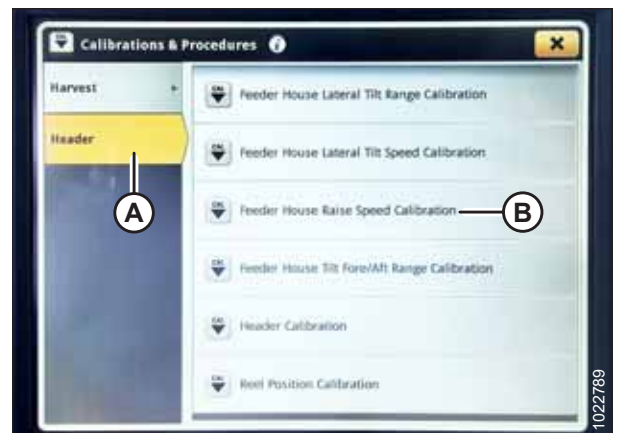 Calibrations & Procedures
Harvest
Feeder House Lateral Tilt Range Calibration
Header
Feeder House Lateral Tilt Speed Calibration
A
Feeder House Raise Speed Calibration
B
Feeder House Tilt Fore/Aft Range Calibration
Header Calibration
Reel Position Calibration
1022789